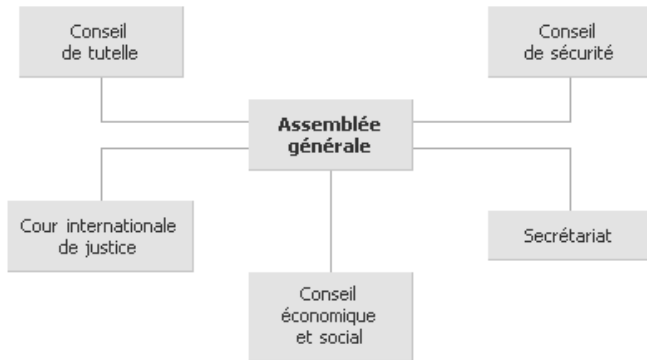 Conseil
de tutelle
Conseil
de sécurité
Assemblée
générale
Cour internationale
de justice
Secrétariat
Conseil
économique
et social